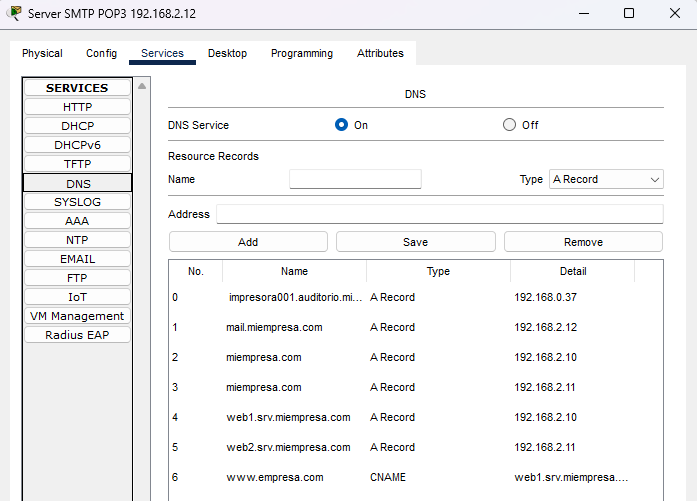 Server SMTP POP3 192.168.2.12
Physical Config Services Desktop Programming Attributes
SERVICES
HTTP
DHCP
DHCPv6
TFTP
DNS
SYSLOG
AAA
NTP
EMAIL
FTP
IoT
VM Management
Radius EAP
DNS
DNS Service On Off
Resource Records
Name Type A Record
Address
Add Save Remove
No. Name Type Detail
0 impresora001.auditorio.mi... A Record 192.168.0.37
1 mail.miempresa.com A Record 192.168.2.12
2 miempresa.com A Record 192.168.2.10
3 miempresa.com A Record 192.168.2.11
4 web1.srv.miempresa.com A Record 192.168.2.10
5 web2.srv.miempresa.com A Record 192.168.2.11
6 www.empresa.com CNAME web1.srv.miempresa....